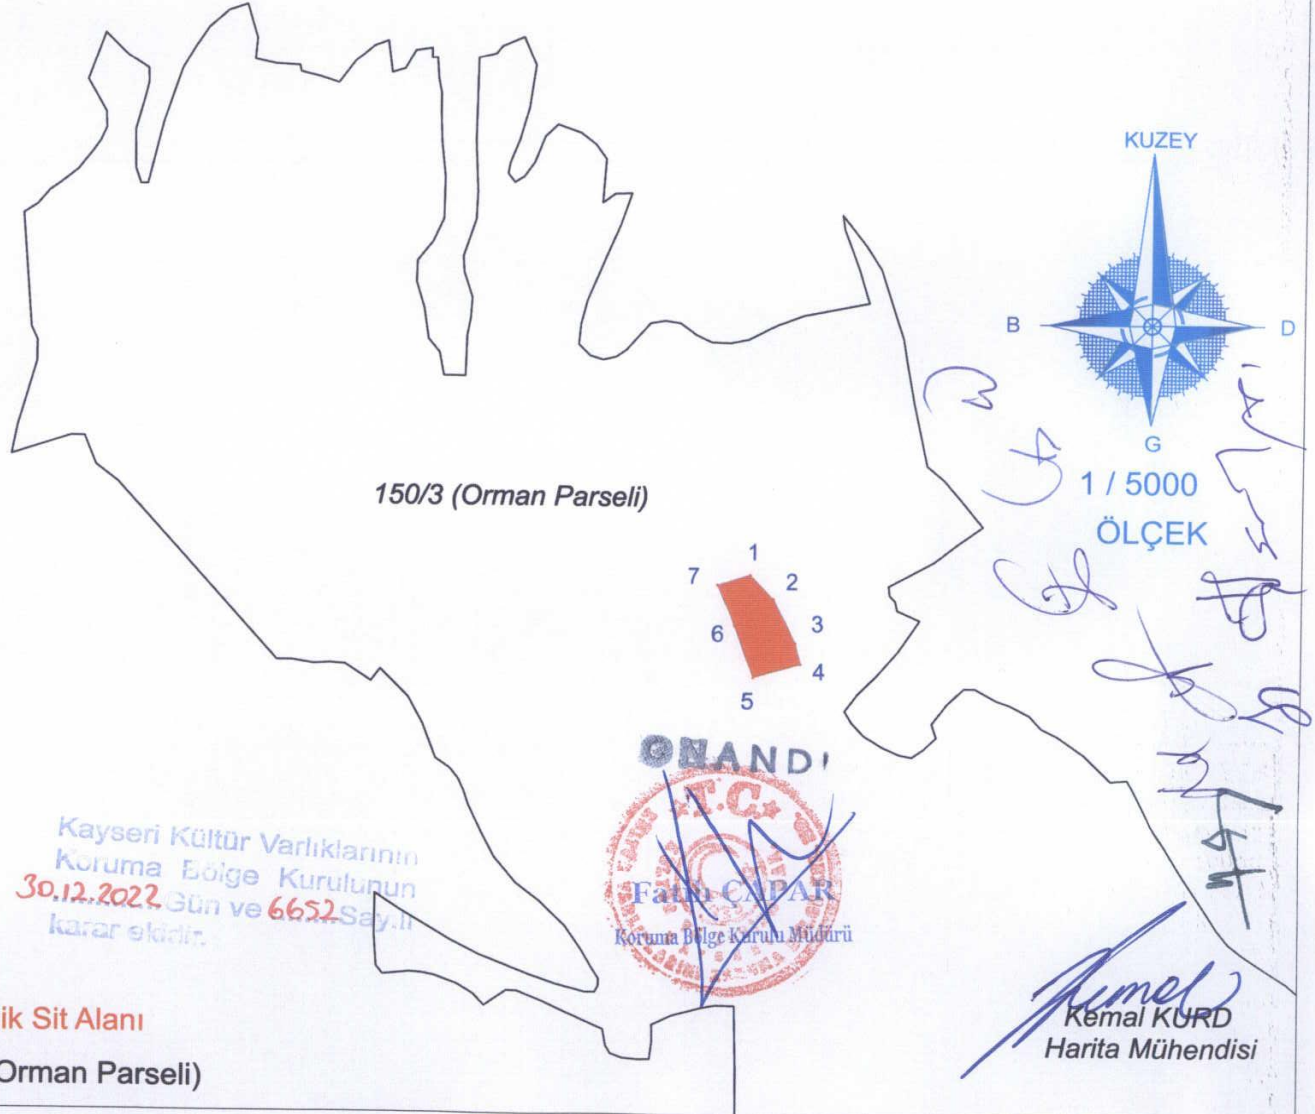 KUZEY
B
D
G
1 / 5000
ÖLÇEK
150/3 (Orman Parseli)
1
7
2
6
3
4
5
ONANDI
T.C.
Fatih ÇAPAR
Koruma Bölge Kurulu Müdürü
Kayseri Kültür Varlıklarının
Koruma Bölge Kurulunun
30.12.2022 Gün ve 6652 Sayılı
karar ekidir.
ik Sit Alanı
Orman Parseli)
Kemal KURD
Harita Mühendisi